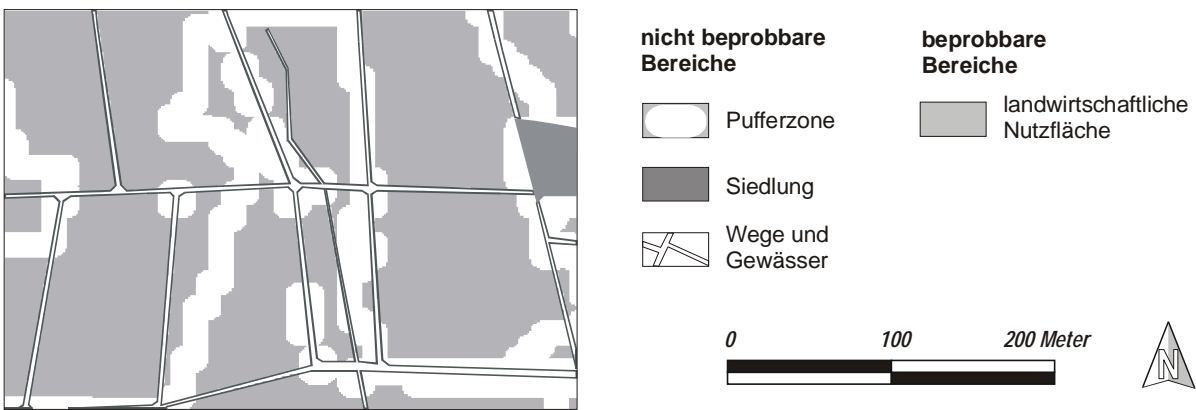 nicht beprobbare
Bereiche
Pufferzone
Siedlung
Wege und
Gewässer
beprobbare
Bereiche
landwirtschaftliche
Nutzfläche
0 100 200 Meter
N